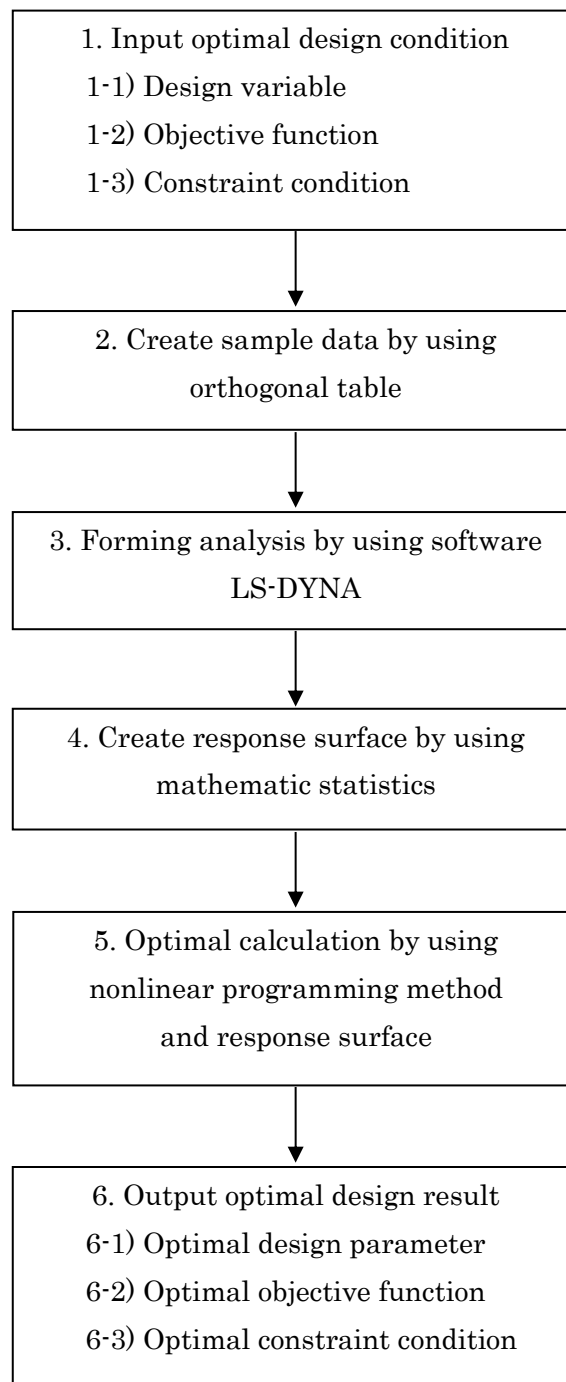 1. Input optimal design condition
1-1) Design variable
1-2) Objective function
1-3) Constraint condition
2. Create sample data by using
orthogonal table
3. Forming analysis by using software
LS-DYNA
4. Create response surface by using
mathematic statistics
5. Optimal calculation by using
nonlinear programming method
and response surface
6. Output optimal design result
6-1) Optimal design parameter
6-2) Optimal objective function
6-3) Optimal constraint condition